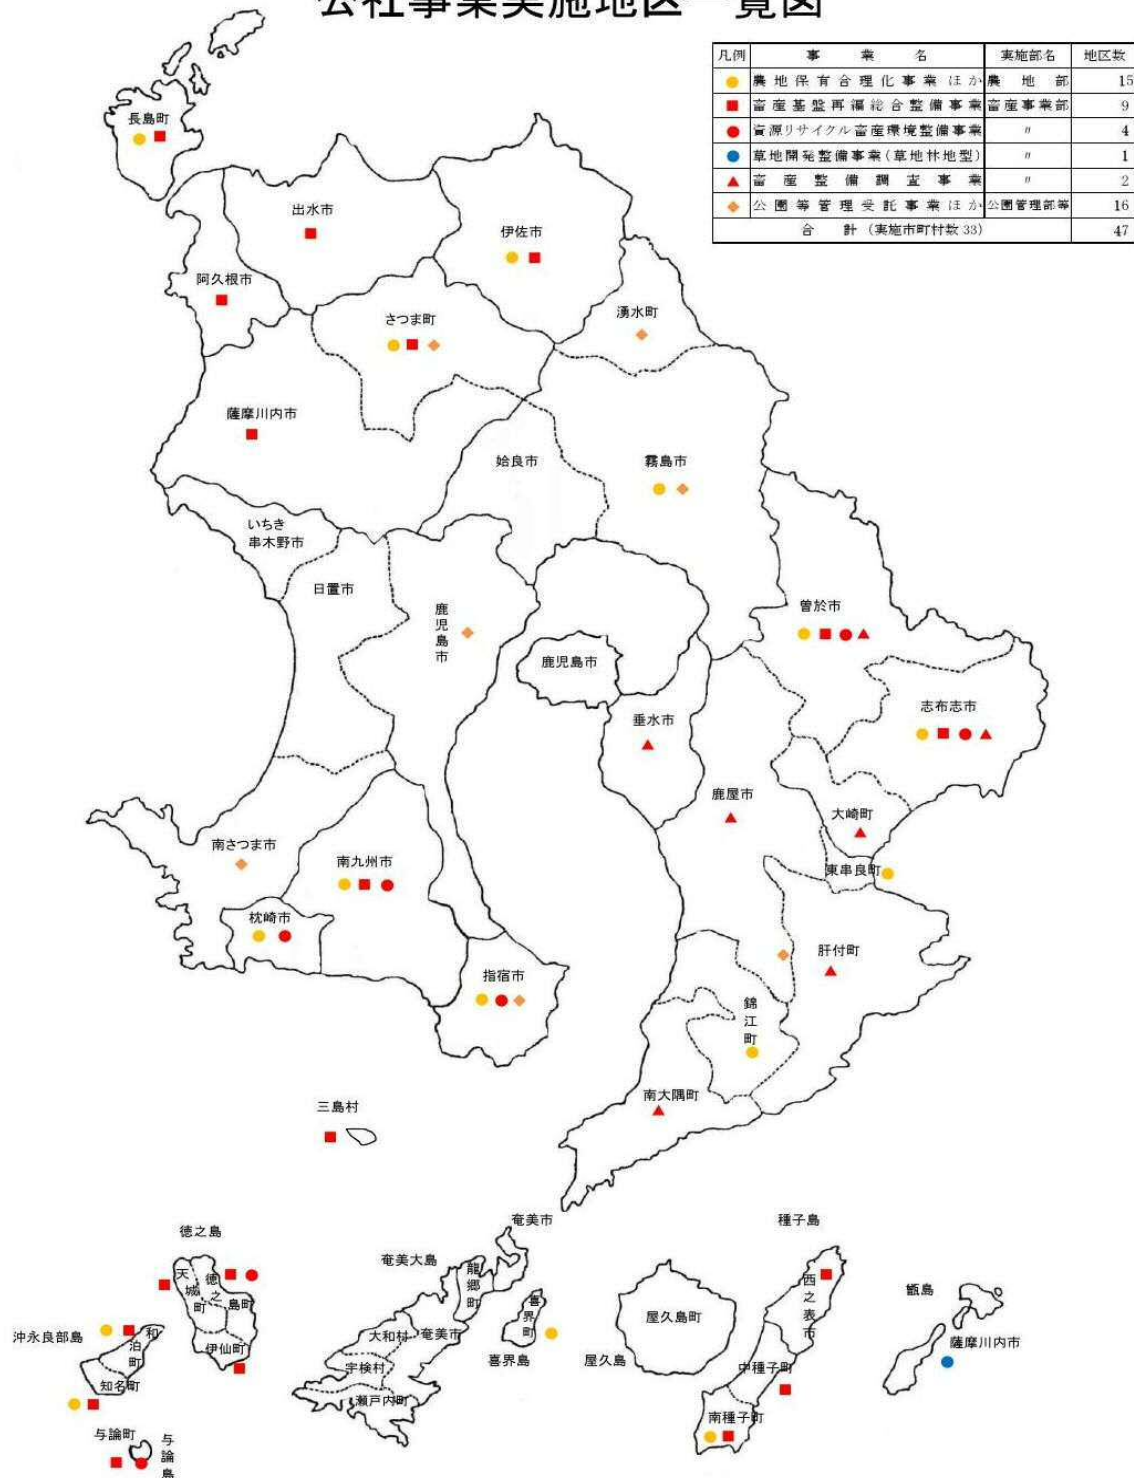 公社事業実施地区一覧図
凡例 事業名 実施部名 地区数
農地保有合理化事業ほか 農地部 15
畜産基盤再編総合整備事業 畜産事業部 9
資源リサイクル畜産環境整備事業 〃 4
草地開発整備事業(草地林地型) 〃 1
畜産整備調査事業 〃 2
公園等管理受託事業ほか 公園管理部等 16
合計(実施市町村数33) 47
長島町
出水市
伊佐市
阿久根市
湧水町
さつま町
薩摩川内市
姶良市
霧島市
いちき
串木野市
日置市
鹿児島市
曽於市
鹿児島市
志布志市
垂水市
鹿屋市
大崎町
南さつま市
南九州市
東串良町
枕崎市
肝付町
指宿市
錦江町
南大隅町
三島村
徳之島
天城町
徳之島町
伊仙町
沖永良部島
和泊町
知名町
与論町
与論島
奄美市
奄美大島
龍郷町
大和村
奄美市
宇検村
瀬戸内町
喜界町
喜界島
屋久島町
屋久島
種子島
西之表市
中種子町
南種子町
甑島
薩摩川内市